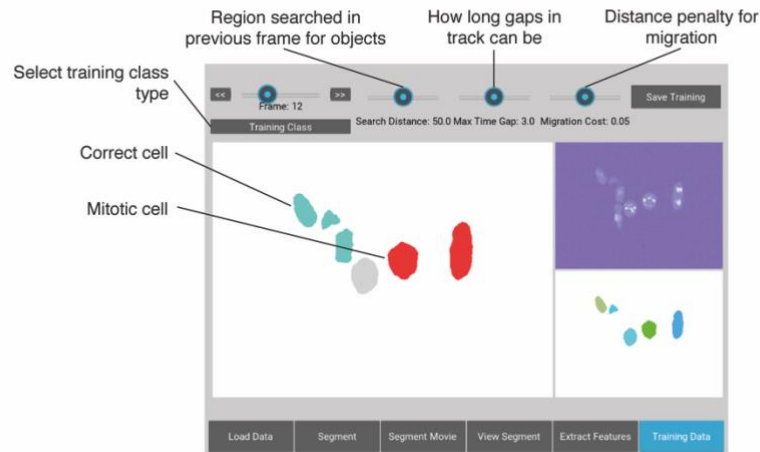 Region searched in
previous frame for objects
How long gaps in
track can be
Distance penalty for
migration
Select training class
type
<<
>>
Frame: 12
Save Training
Training Class
Search Distance: 50.0 Max Time Gap: 3.0 Migration Cost: 0.05
Correct cell
Mitotic cell
Load Data
Segment
Segment Movie
View Segment
Extract Features
Training Data